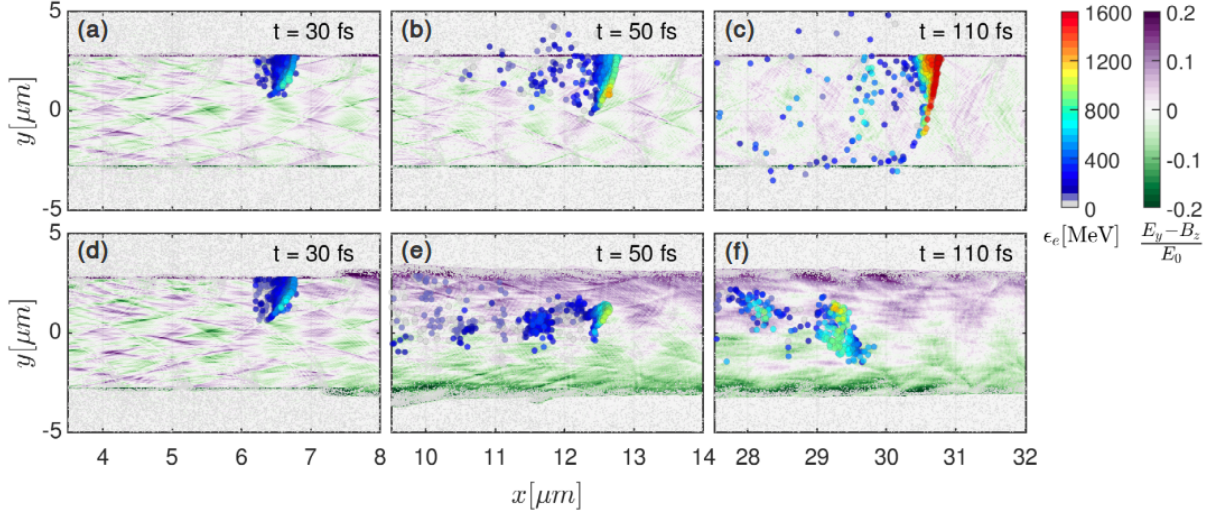 (a) t = 30 fs (b) t = 50 fs (c) t = 110 fs
5
0
-5
y[μm]
(d) t = 30 fs (e) t = 50 fs (f) t = 110 fs
5
0
-5
y[μm]
4 5 6 7 8 10 11 12 13 14 28 29 30 31 32
x[μm]
1600
1200
800
400
0
ϵe[MeV]
0.2
0.1
0
-0.1
-0.2
Ey−Bz
E0